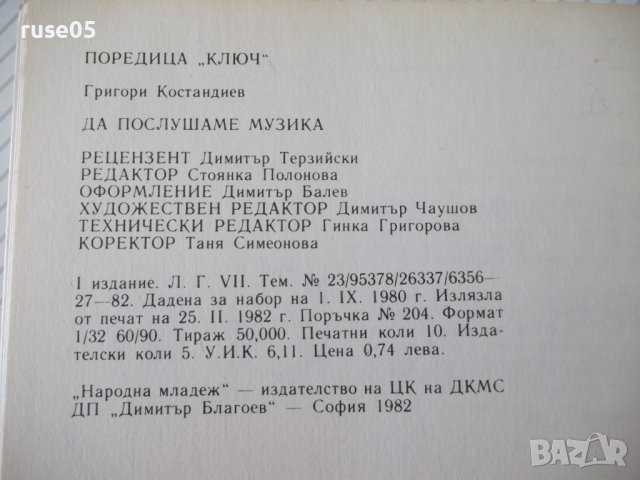 ruse05
ПОРЕДИЦА „КЛЮЧ“
Григори Костандиев
ДА ПОСЛУШАМЕ МУЗИКА
РЕЦЕНЗЕНТ Димитър Терзийски
РЕДАКТОР Стоянка Полонова
ОФОРМЛЕНИЕ Димитър Балев
ХУДОЖЕСТВЕН РЕДАКТОР Димитър Чаушов
ТЕХНИЧЕСКИ РЕДАКТОР Гинка Григорова
КОРЕКТОР Таня Симеонова
I издание. Л. Г. VII. Тем. № 23/95378/26337/6356—
27—82. Дадена за набор на 1. IX. 1980 г. Излязла
от печат на 25. II. 1982 г. Поръчка № 204. Формат
1/32 60/90. Тираж 50,000. Печатни коли 10. Изда-
телски коли 5. У.И.К. 6,11. Цена 0,74 лева.
„Народна младеж“ — издателство на ЦК на ДКМС
ДП „Димитър Благоев“ — София 1982
BAZAR